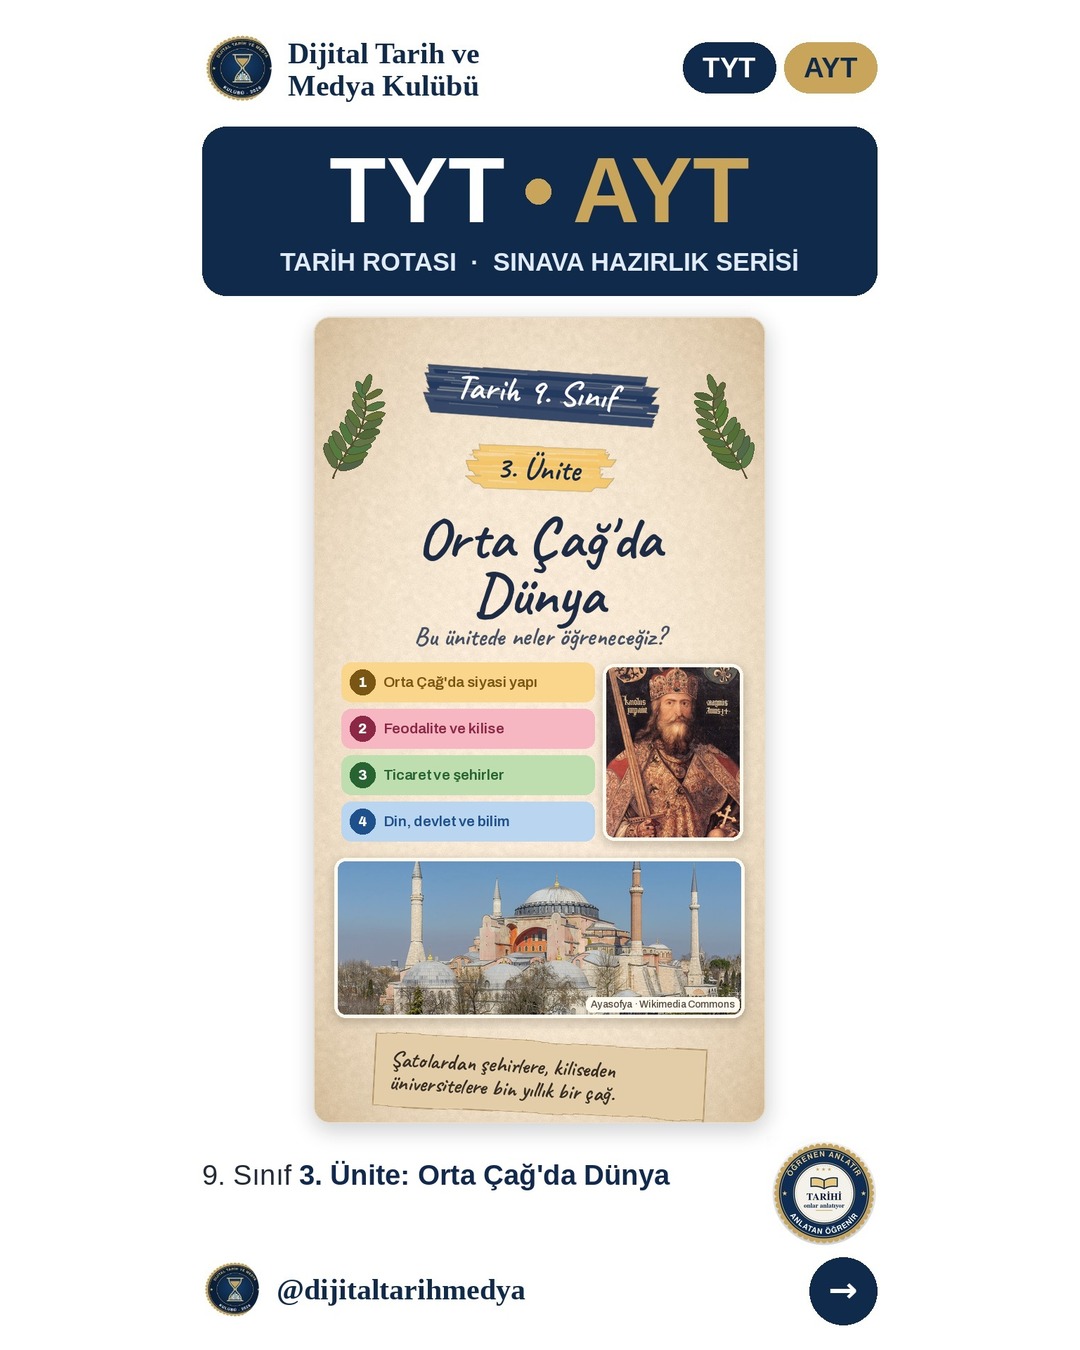 Dijital Tarih ve
Medya Kulübü
TYT
AYT
TYT • AYT
TARİH ROTASI · SINAVA HAZIRLIK SERİSİ
Tarih 9. Sınıf
3. Ünite
Orta Çağ'da
Dünya
Bu ünitede neler öğreneceğiz?
1 Orta Çağ'da siyasi yapı
2 Feodalite ve kilise
3 Ticaret ve şehirler
4 Din, devlet ve bilim
Ayasofya · Wikimedia Commons
Şatolardan şehirlere, kiliseden
üniversitelere bin yıllık bir çağ.
9. Sınıf 3. Ünite: Orta Çağ'da Dünya
ÖĞRENEN ANLATIR
TARİHİ
onlar anlatıyor
ANLATAN ÖĞRENİR
@dijitaltarihmedya
→